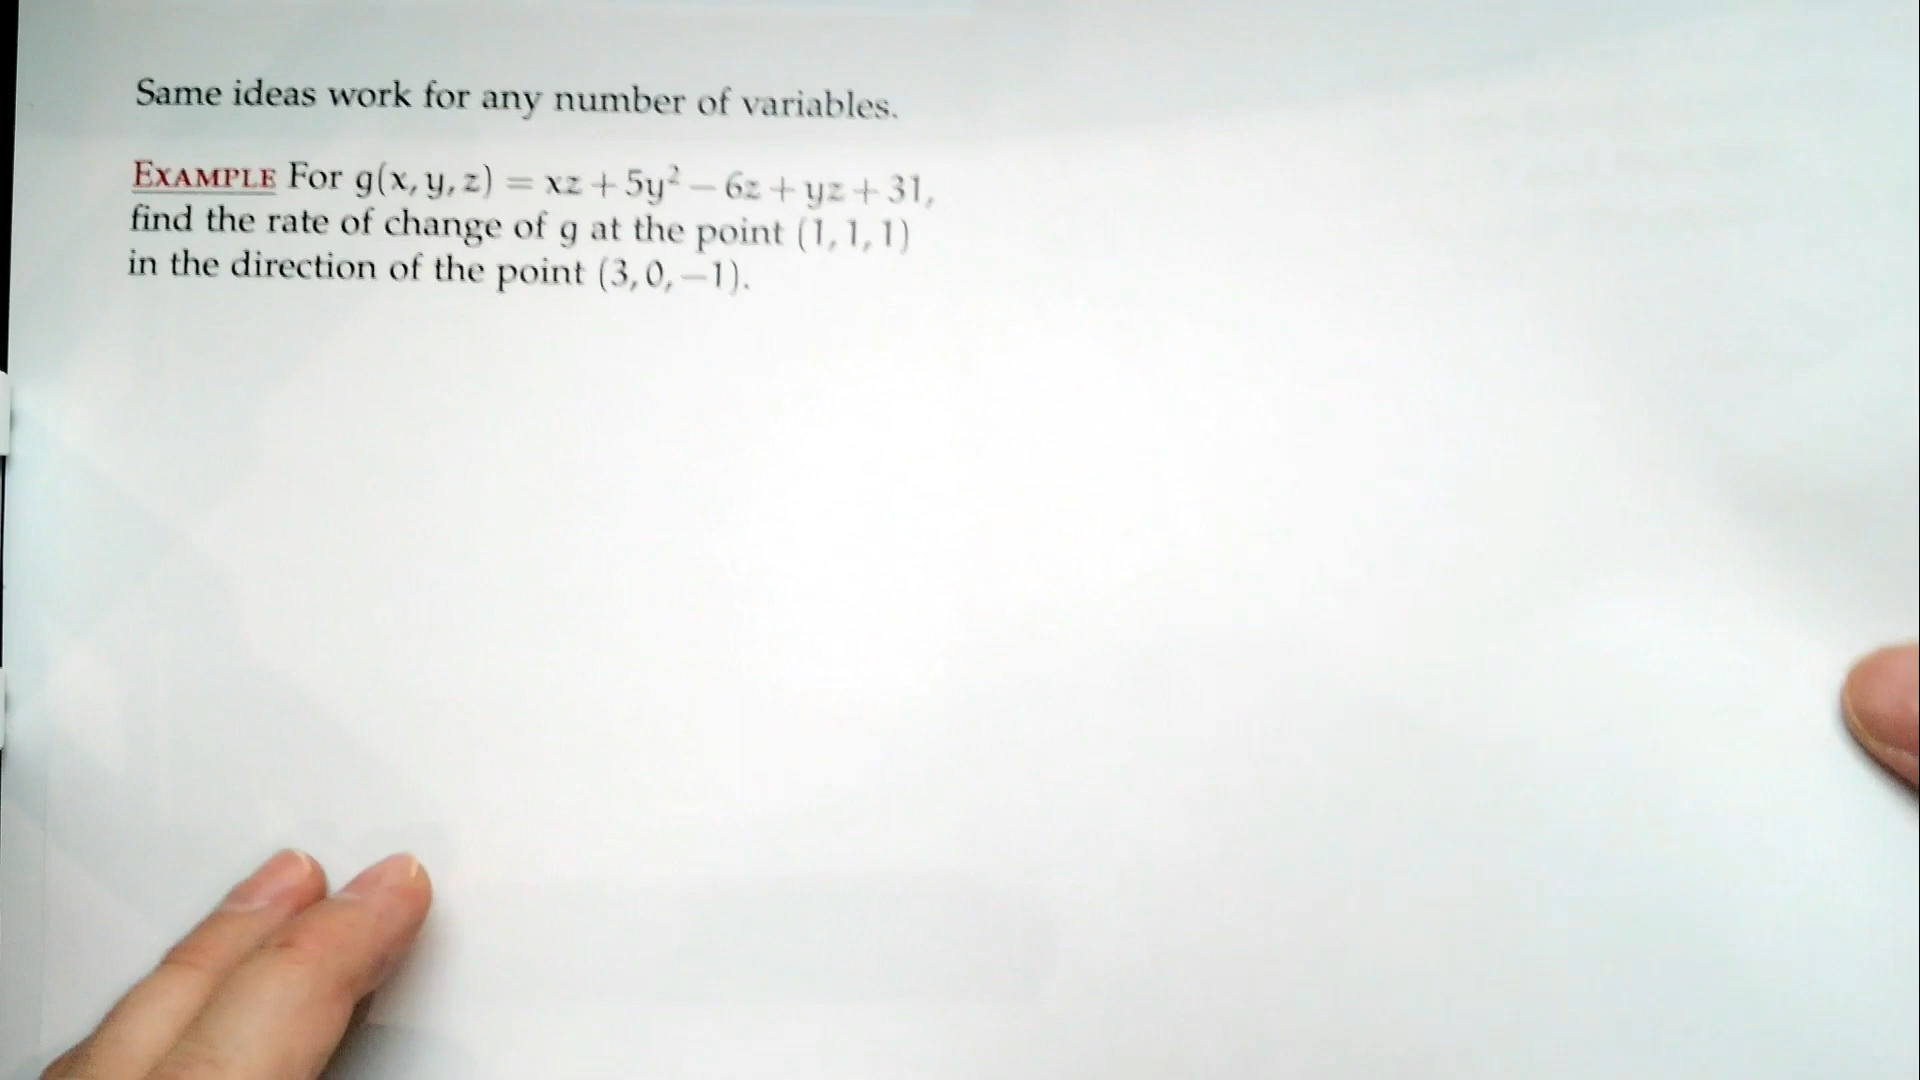 Same ideas work for any number of variables.
EXAMPLE For g(x, y, z) = xz + 5y² − 6z + yz + 31,
find the rate of change of g at the point (1, 1, 1)
in the direction of the point (3, 0, −1).